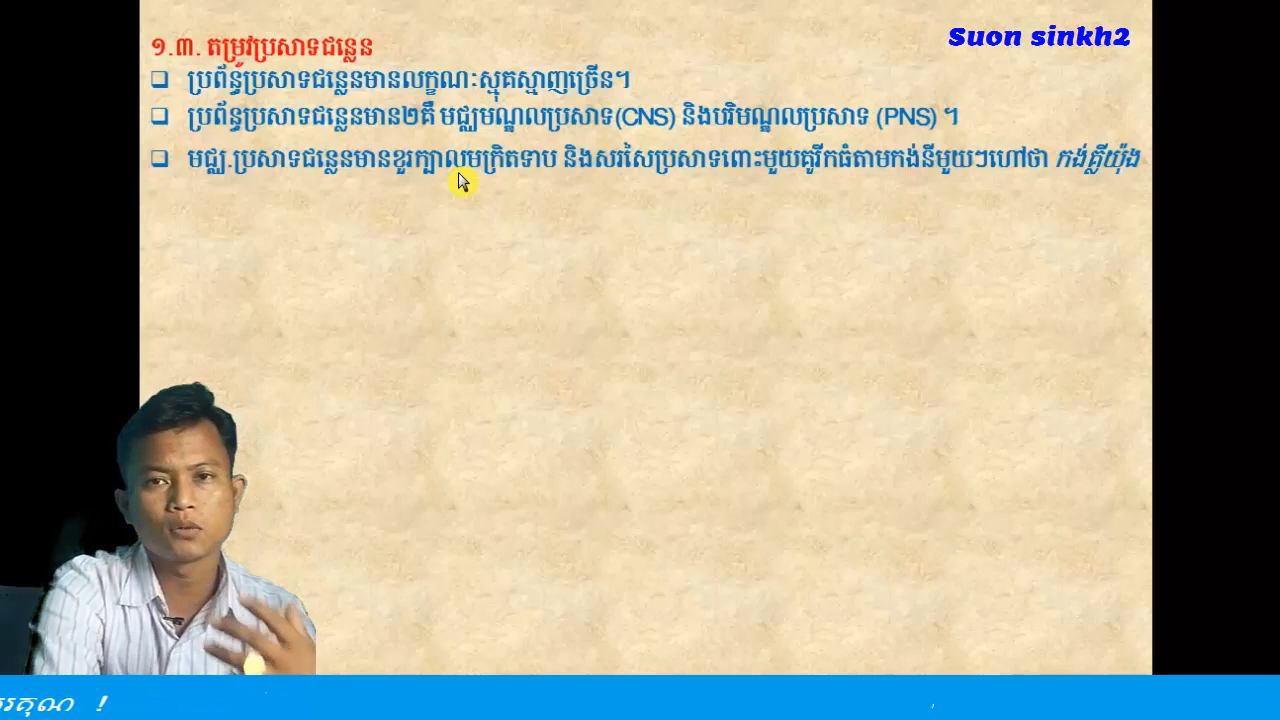 Suon sinkh2
១.៣. តម្រូវប្រសាទជន្លេន
❑ ប្រព័ន្ធប្រសាទជន្លេនមានលក្ខណៈស្មុគស្មាញច្រើន។
❑ ប្រព័ន្ធប្រសាទជន្លេនមាន២គឺ មជ្ឈមណ្ឌលប្រសាទ(CNS) និងបរិមណ្ឌលប្រសាទ (PNS) ។
❑ មជ្ឈ.ប្រសាទជន្លេនមានខួរក្បាលមក្រិតទាប និងសរសៃប្រសាទពោះមួយគូរីកធំតាមកង់នីមួយៗហៅថា កង់គ្លីយ៉ុង
រគុណ !